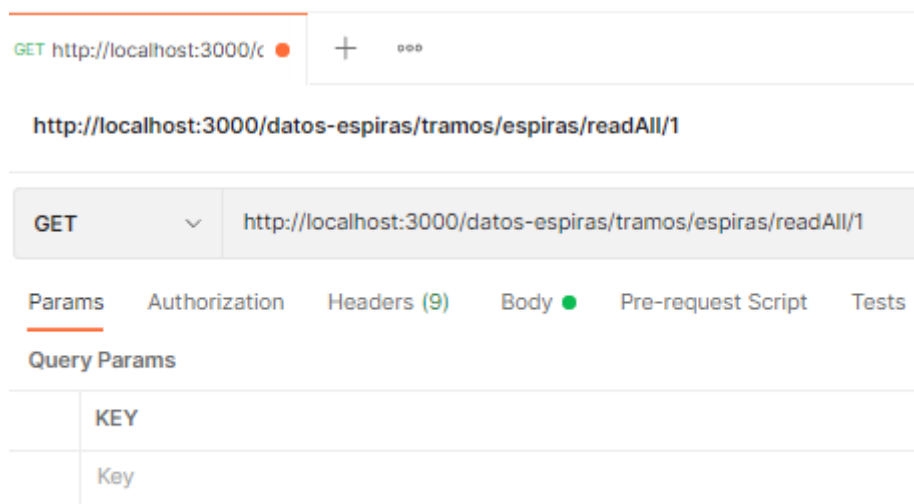 GET http://localhost:3000/c
http://localhost:3000/datos-espiras/tramos/espiras/readAll/1
GET http://localhost:3000/datos-espiras/tramos/espiras/readAll/1
Params Authorization Headers (9) Body Pre-request Script Tests
Query Params
KEY
Key